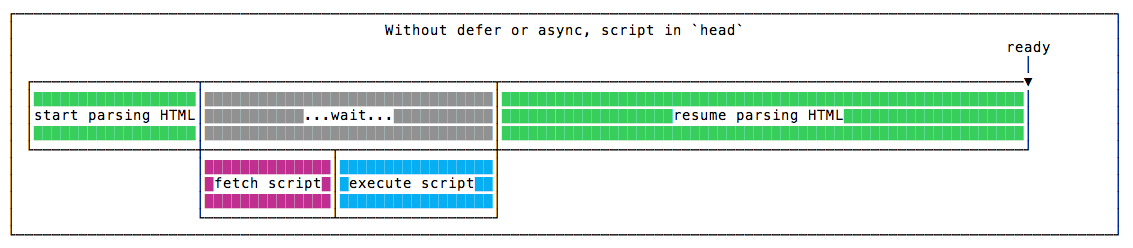 Without defer or async, script in `head`
ready
start parsing HTML ...wait... resume parsing HTML
fetch script execute script